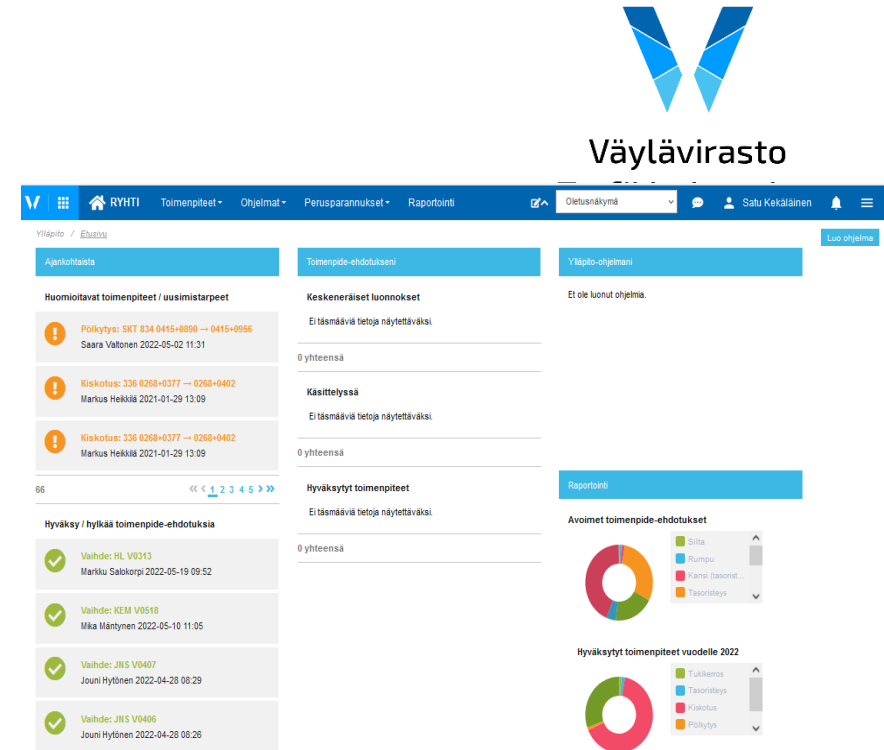 Väylävirasto
RYHTI Toimenpiteet Ohjelmat Perusparannukset Raportointi Oletusnäkymä Satu Kekäläinen
Ylläpito / Etusivu
Luo ohjelma
Ajankohtaista
Huomioitavat toimenpiteet / uusimistarpeet
Pölkytys: SKT 834 0415+0890 → 0415+0956
Saara Valtonen 2022-05-02 11:31
Kiskotus: 336 0268+0377 → 0268+0402
Markus Heikkilä 2021-01-29 13:09
Kiskotus: 336 0268+0377 → 0268+0402
Markus Heikkilä 2021-01-29 13:09
66 « < 1 2 3 4 5 > »
Hyväksy / hylkää toimenpide-ehdotuksia
Vaihde: HL V0313
Markku Salokorpi 2022-05-19 09:52
Vaihde: KEM V0518
Mika Mäntynen 2022-05-10 11:05
Vaihde: JNS V0407
Jouni Hytönen 2022-04-28 08:29
Vaihde: JNS V0406
Jouni Hytönen 2022-04-28 08:26
Toimenpide-ehdotukseni
Keskeneräiset luonnokset
Ei täsmääviä tietoja näytettäväksi.
0 yhteensä
Käsittelyssä
Ei täsmääviä tietoja näytettäväksi.
0 yhteensä
Hyväksytyt toimenpiteet
Ei täsmääviä tietoja näytettäväksi.
0 yhteensä
Ylläpito-ohjelmani
Et ole luonut ohjelmia.
Raportointi
Avoimet toimenpide-ehdotukset
Silta
Rumpu
Kansi (tasorist...
Tasoristeys
Hyväksytyt toimenpiteet vuodelle 2022
Tukikerros
Tasoristeys
Kiskotus
Pölkytys